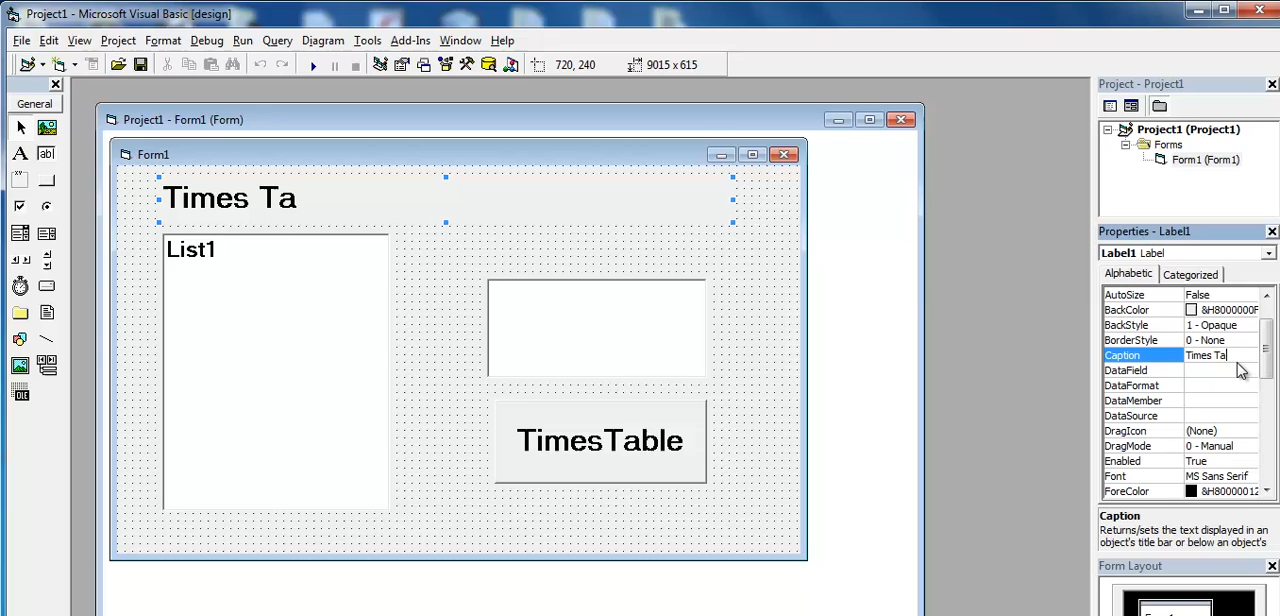 Project1 - Microsoft Visual Basic [design]
File Edit View Project Format Debug Run Query Diagram Tools Add-Ins Window Help
720, 240 9015 x 615
General
Project1 - Form1 (Form)
Form1
Times Ta
List1
TimesTable
Project - Project1
Project1 (Project1)
Forms
Form1 (Form1)
Properties - Label1
Label1 Label
Alphabetic Categorized
AutoSize False
BackColor &H8000000F
BackStyle 1 - Opaque
BorderStyle 0 - None
Caption Times Ta
DataField
DataFormat
DataMember
DataSource
DragIcon (None)
DragMode 0 - Manual
Enabled True
Font MS Sans Serif
ForeColor &H80000012
Caption
Returns/sets the text displayed in an
object's title bar or below an object's
Form Layout